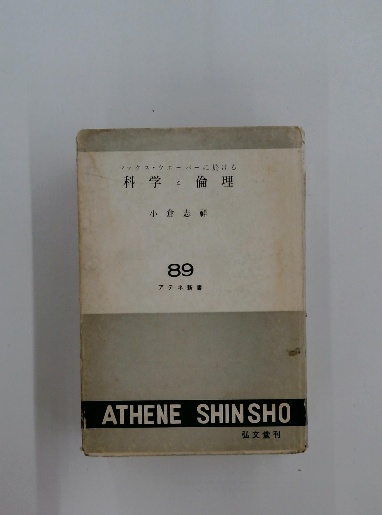 マックス・ウエーバーに於ける
科学と倫理
小倉志祥
89
アテネ新書
ATHENE SHINSHO
弘文堂刊